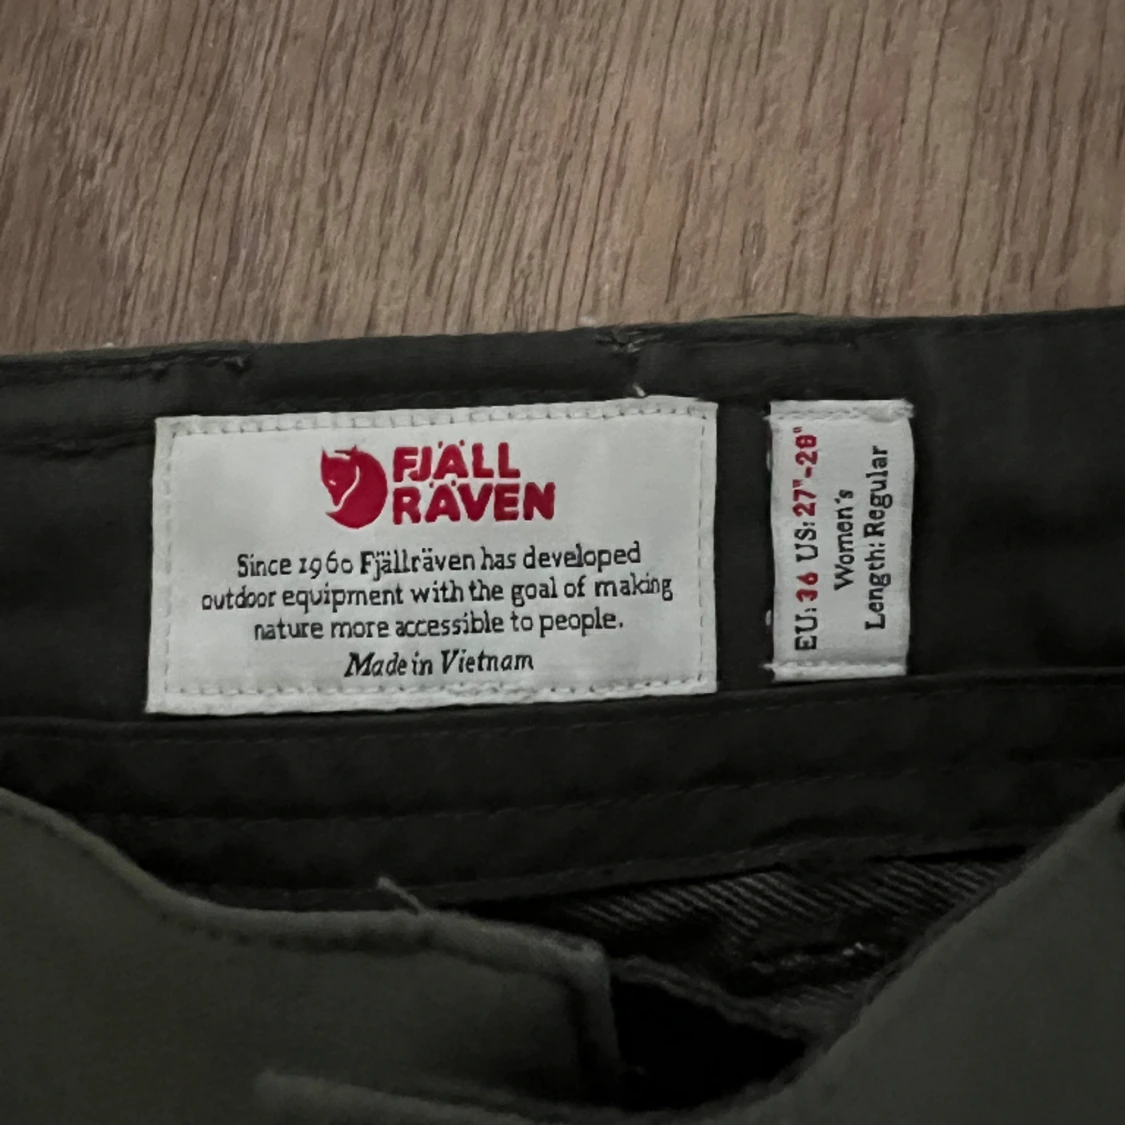 FJÄLL
RÄVEN
Since 1960 Fjällräven has developed
outdoor equipment with the goal of making
nature more accessible to people.
Made in Vietnam
EU: 36 US: 27"-28"
Women's
Length: Regular